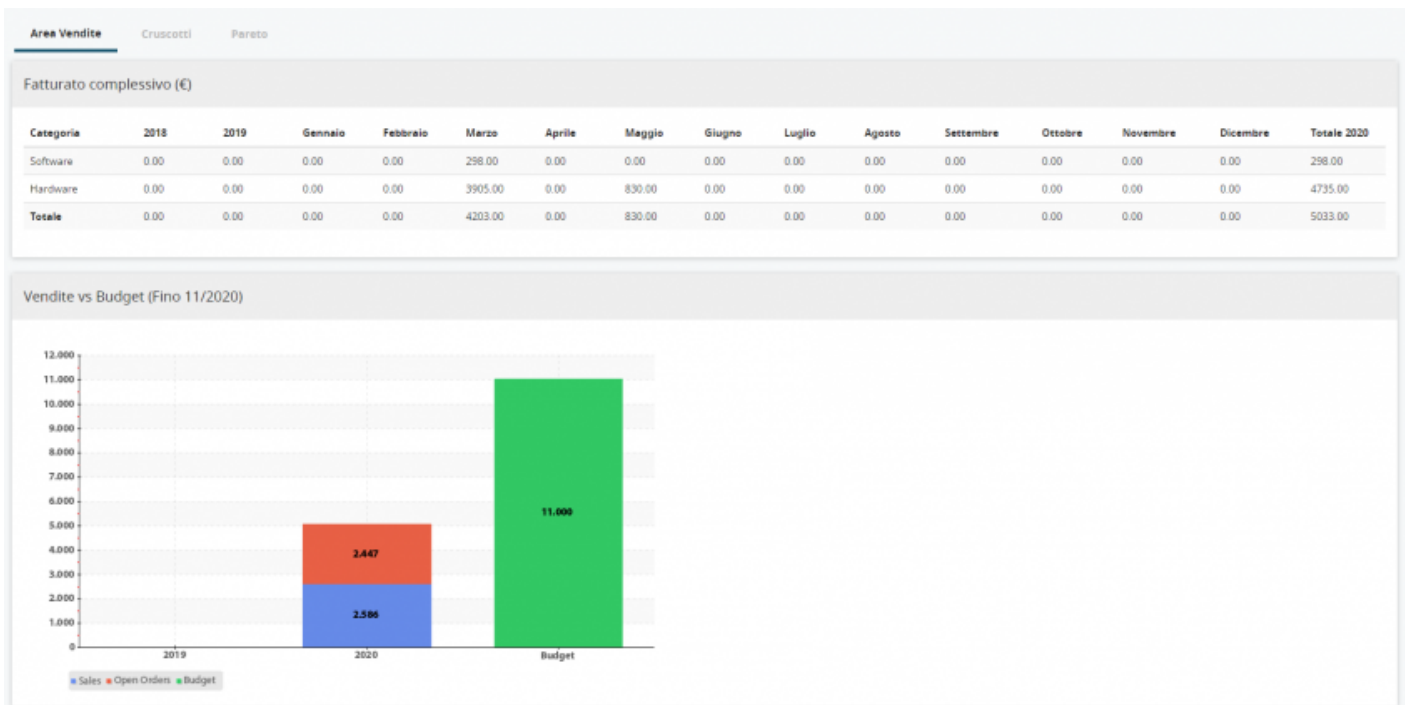 Area Vendite Cruscotti Pareto
Fatturato complessivo (€)
Categoria 2018 2019 Gennaio Febbraio Marzo Aprile Maggio Giugno Luglio Agosto Settembre Ottobre Novembre Dicembre Totale 2020
Software 0.00 0.00 0.00 0.00 298.00 0.00 0.00 0.00 0.00 0.00 0.00 0.00 0.00 0.00 298.00
Hardware 0.00 0.00 0.00 0.00 3905.00 0.00 830.00 0.00 0.00 0.00 0.00 0.00 0.00 0.00 4735.00
Totale 0.00 0.00 0.00 0.00 4203.00 0.00 830.00 0.00 0.00 0.00 0.00 0.00 0.00 0.00 5033.00
Vendite vs Budget (Fino 11/2020)
12.000
11.000
10.000
9.000
8.000
7.000
6.000
11.000
5.000
4.000
2.447
3.000
2.000
2.586
1.000
0
2019 2020 Budget
Sales Open Orders Budget